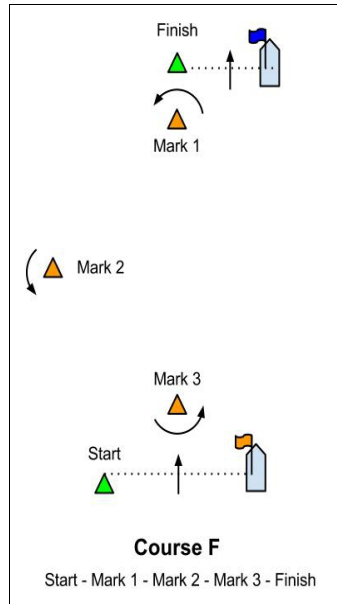 Finish
Mark 1
Mark 2
Mark 3
Start
Course F
Start - Mark 1 - Mark 2 - Mark 3 - Finish